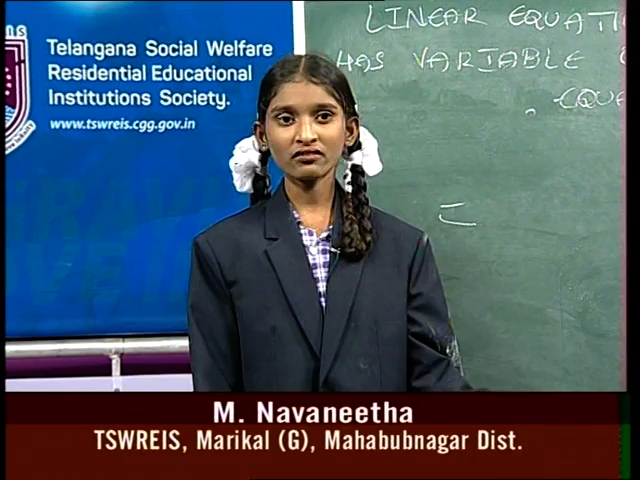 EIS
Telangana Social Welfare
Residential Educational
Institutions Society.
www.tswreis.cgg.gov.in
LINEAR EQUATI
HAS VARIABLE
EQUA
M. Navaneetha
TSWREIS, Marikal (G), Mahabubnagar Dist.